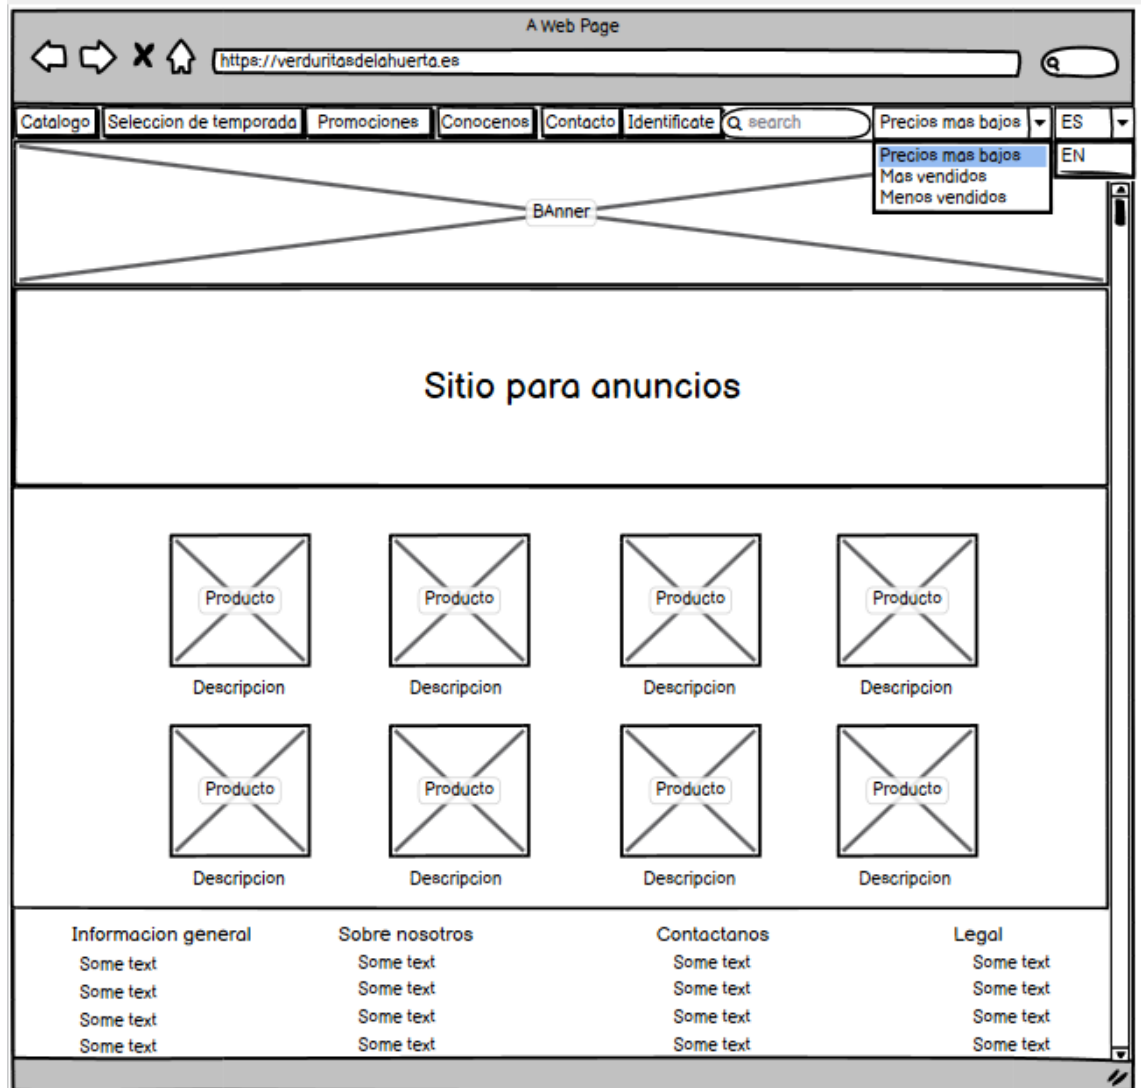 A Web Page
https://verduritasdelahuerta.es
Catalogo Seleccion de temporada Promociones Conocenos Contacto Identificate search Precios mas bajos ES
Precios mas bajos EN
Mas vendidos
Menos vendidos
BAnner
Sitio para anuncios
Producto Producto Producto Producto
Descripcion Descripcion Descripcion Descripcion
Producto Producto Producto Producto
Descripcion Descripcion Descripcion Descripcion
Informacion general Sobre nosotros Contactanos Legal
Some text Some text Some text Some text
Some text Some text Some text Some text
Some text Some text Some text Some text
Some text Some text Some text Some text